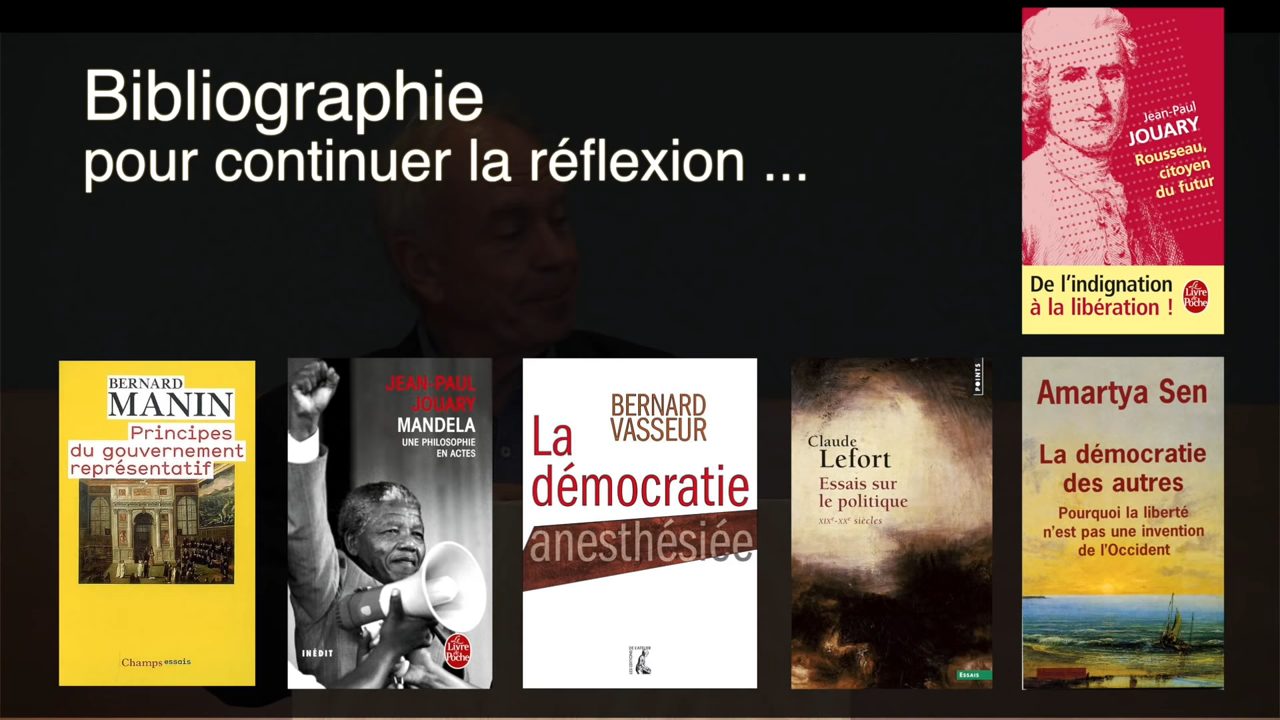 Bibliographie
pour continuer la réflexion ...
Jean-Paul
JOUARY
Rousseau,
citoyen
du futur
De l'indignation
à la libération !
Le
Livre
de
Poche
BERNARD
MANIN
Principes
du gouvernement
représentatif
Champs essais
JEAN-PAUL
JOUARY
MANDELA
UNE PHILOSOPHIE
EN ACTES
INÉDIT
Le
Livre
de
Poche
BERNARD
VASSEUR
La
démocratie
anesthésiée
POINTS
Claude
Lefort
Essais sur
le politique
XIXe-XXe siècles
ESSAIS
Amartya Sen
La démocratie
des autres
Pourquoi la liberté
n'est pas une invention
de l'Occident